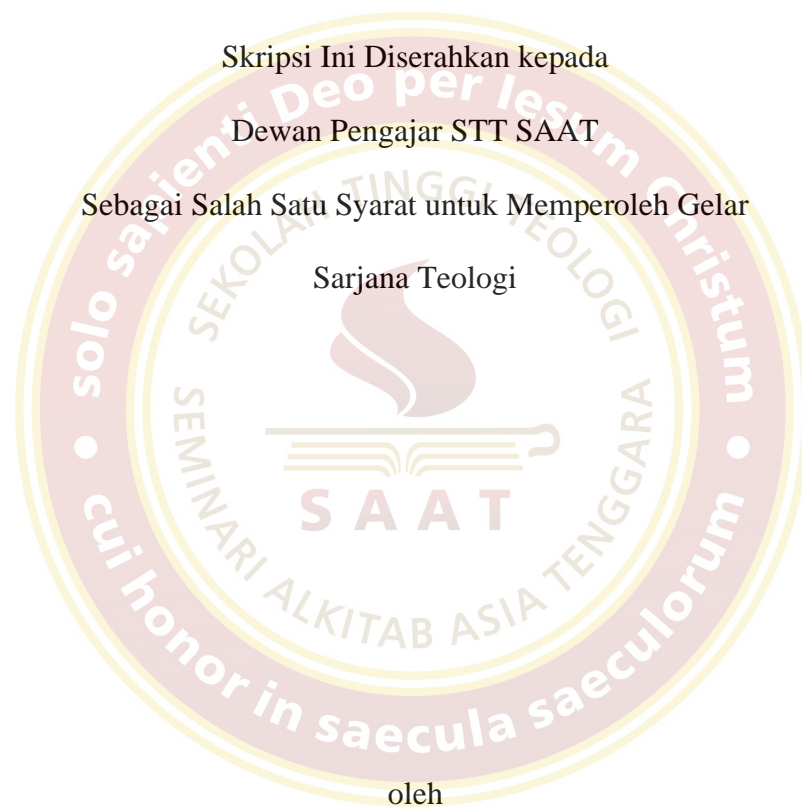 Skripsi Ini Diserahkan kepada
Dewan Pengajar STT SAAT
Sebagai Salah Satu Syarat untuk Memperoleh Gelar
Sarjana Teologi
solo sapienti Deo per Iesum Christum
SEKOLAH TINGGI TEOLOGI
SEMINARI ALKITAB ASIA TENGGARA
SAAT
cui honor in saecula saeculorum
oleh